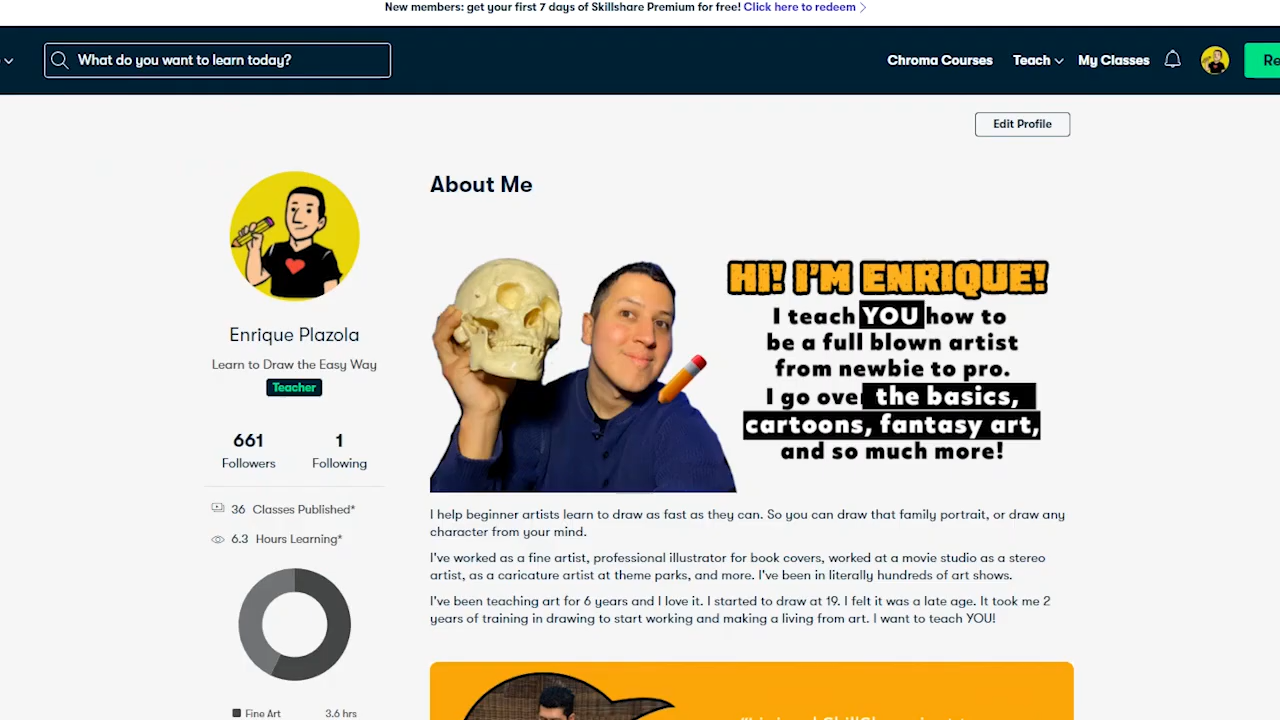 New members: get your first 7 days of Skillshare Premium for free! Click here to redeem
What do you want to learn today?
Chroma Courses
Teach
My Classes
Edit Profile
About Me
HI! I'M ENRIQUE!
I teach YOU how to
be a full blown artist
from newbie to pro.
I go over the basics,
cartoons, fantasy art,
and so much more!
Enrique Plazola
Learn to Draw the Easy Way
Teacher
661 1
Followers Following
36 Classes Published*
6.3 Hours Learning*
Fine Art 3.6 hrs
I help beginner artists learn to draw as fast as they can. So you can draw that family portrait, or draw any
character from your mind.
I've worked as a fine artist, professional illustrator for book covers, worked at a movie studio as a stereo
artist, as a caricature artist at theme parks, and more. I've been in literally hundreds of art shows.
I've been teaching art for 6 years and I love it. I started to draw at 19. I felt it was a late age. It took me 2
years of training in drawing to start working and making a living from art. I want to teach YOU!